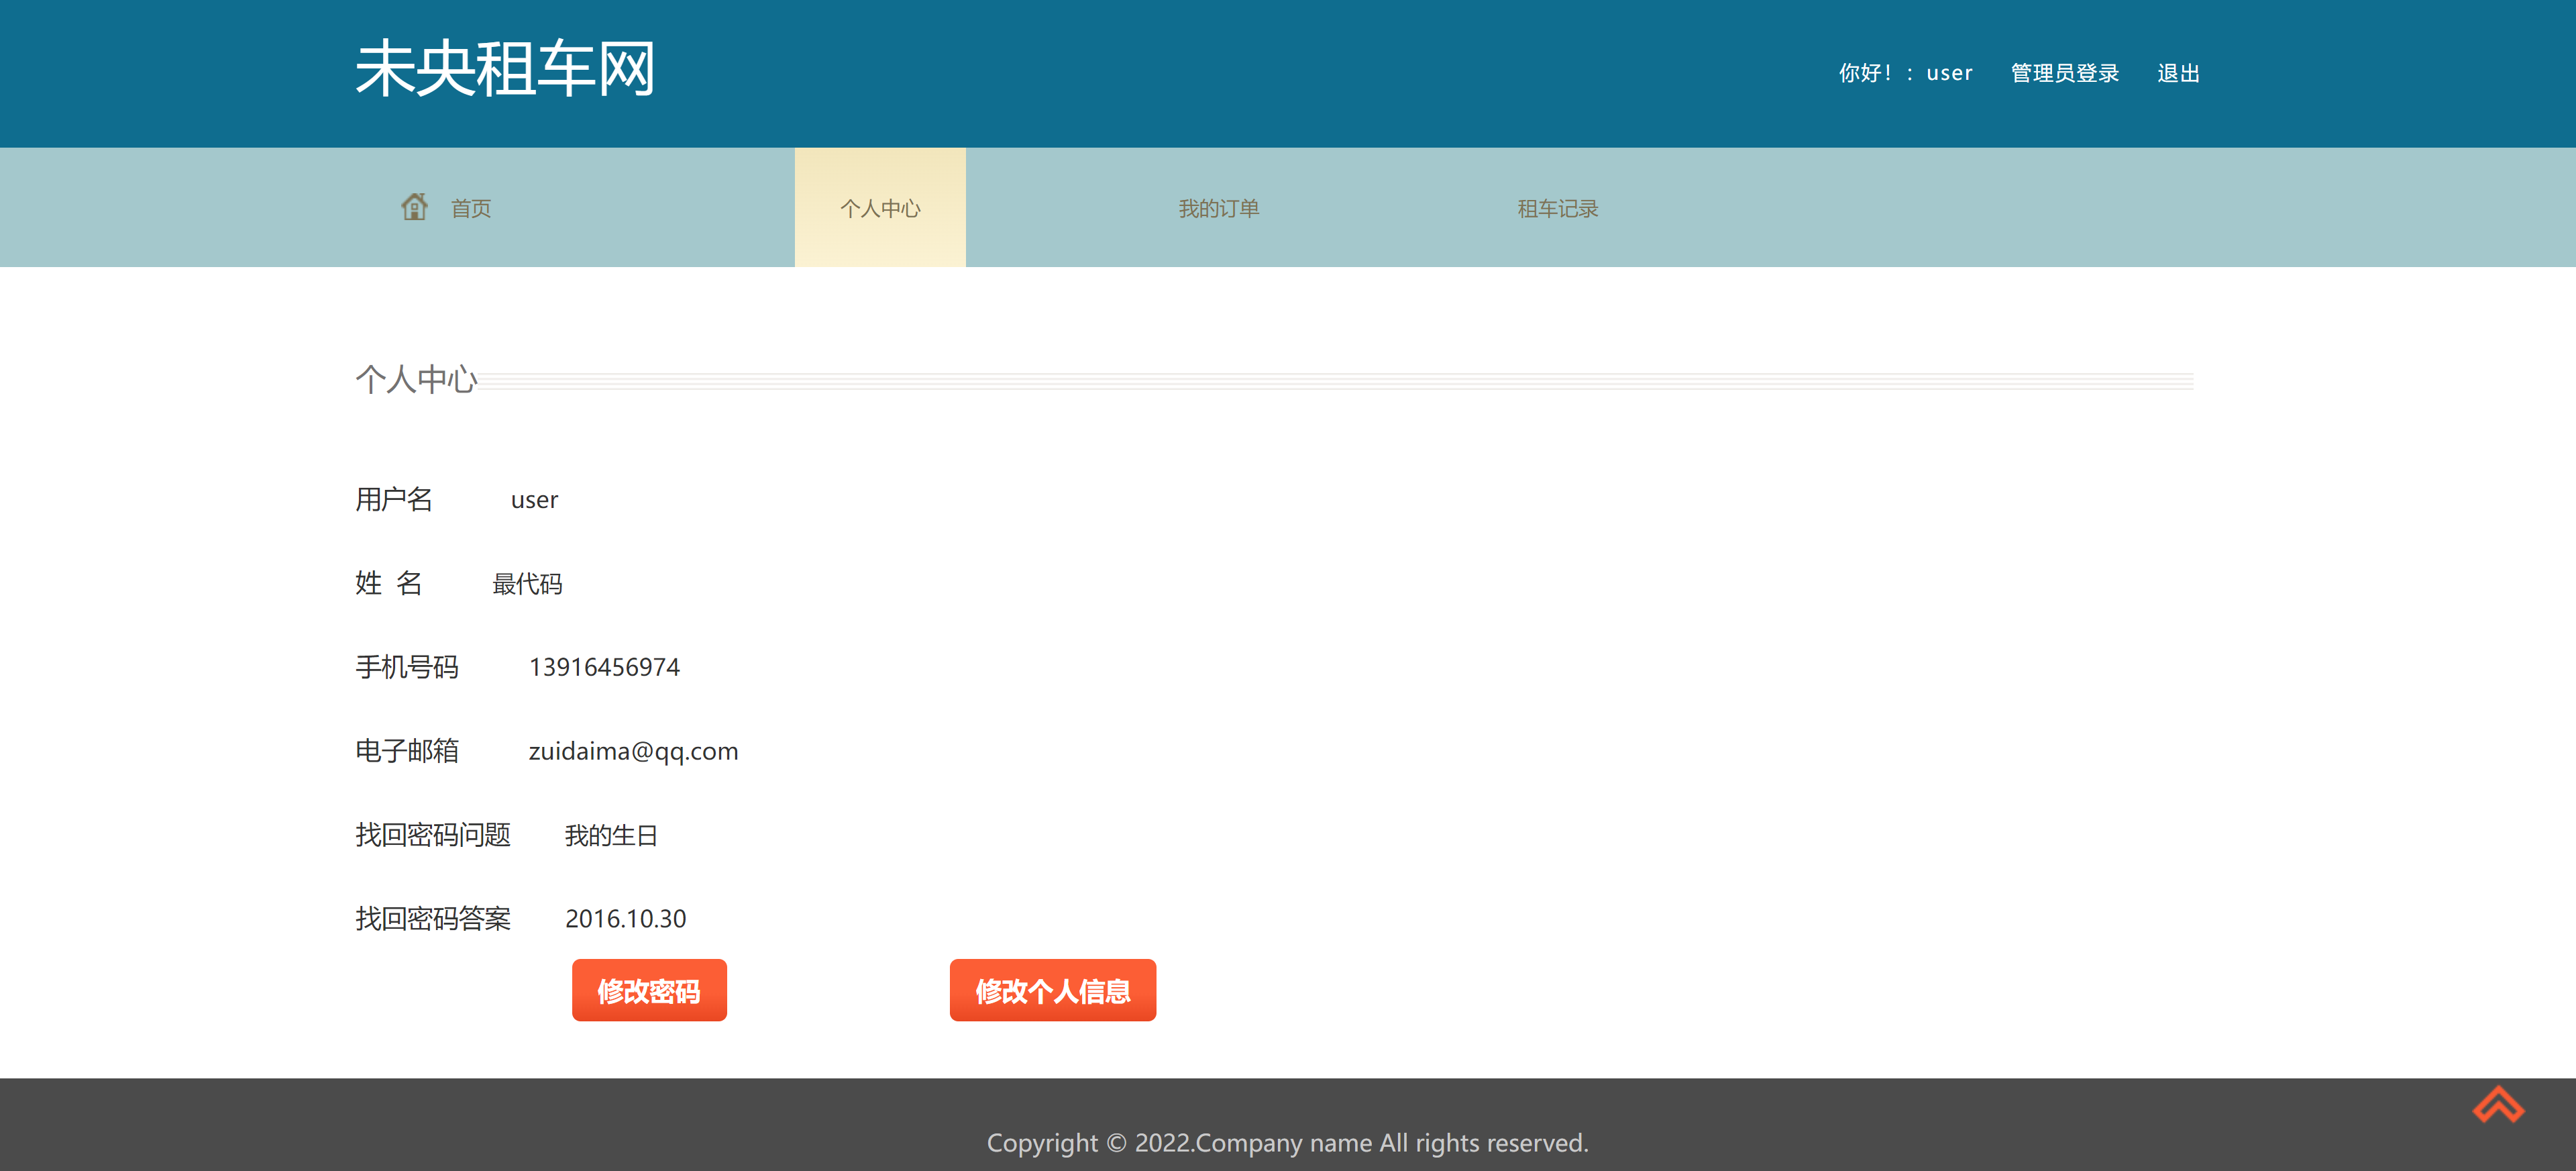 未央租车网
你好！：user 管理员登录 退出
首页 个人中心 我的订单 租车记录
个人中心
用户名 user
姓 名 最代码
手机号码 13916456974
电子邮箱 zuidaima@qq.com
找回密码问题 我的生日
找回密码答案 2016.10.30
修改密码 修改个人信息
Copyright © 2022.Company name All rights reserved.